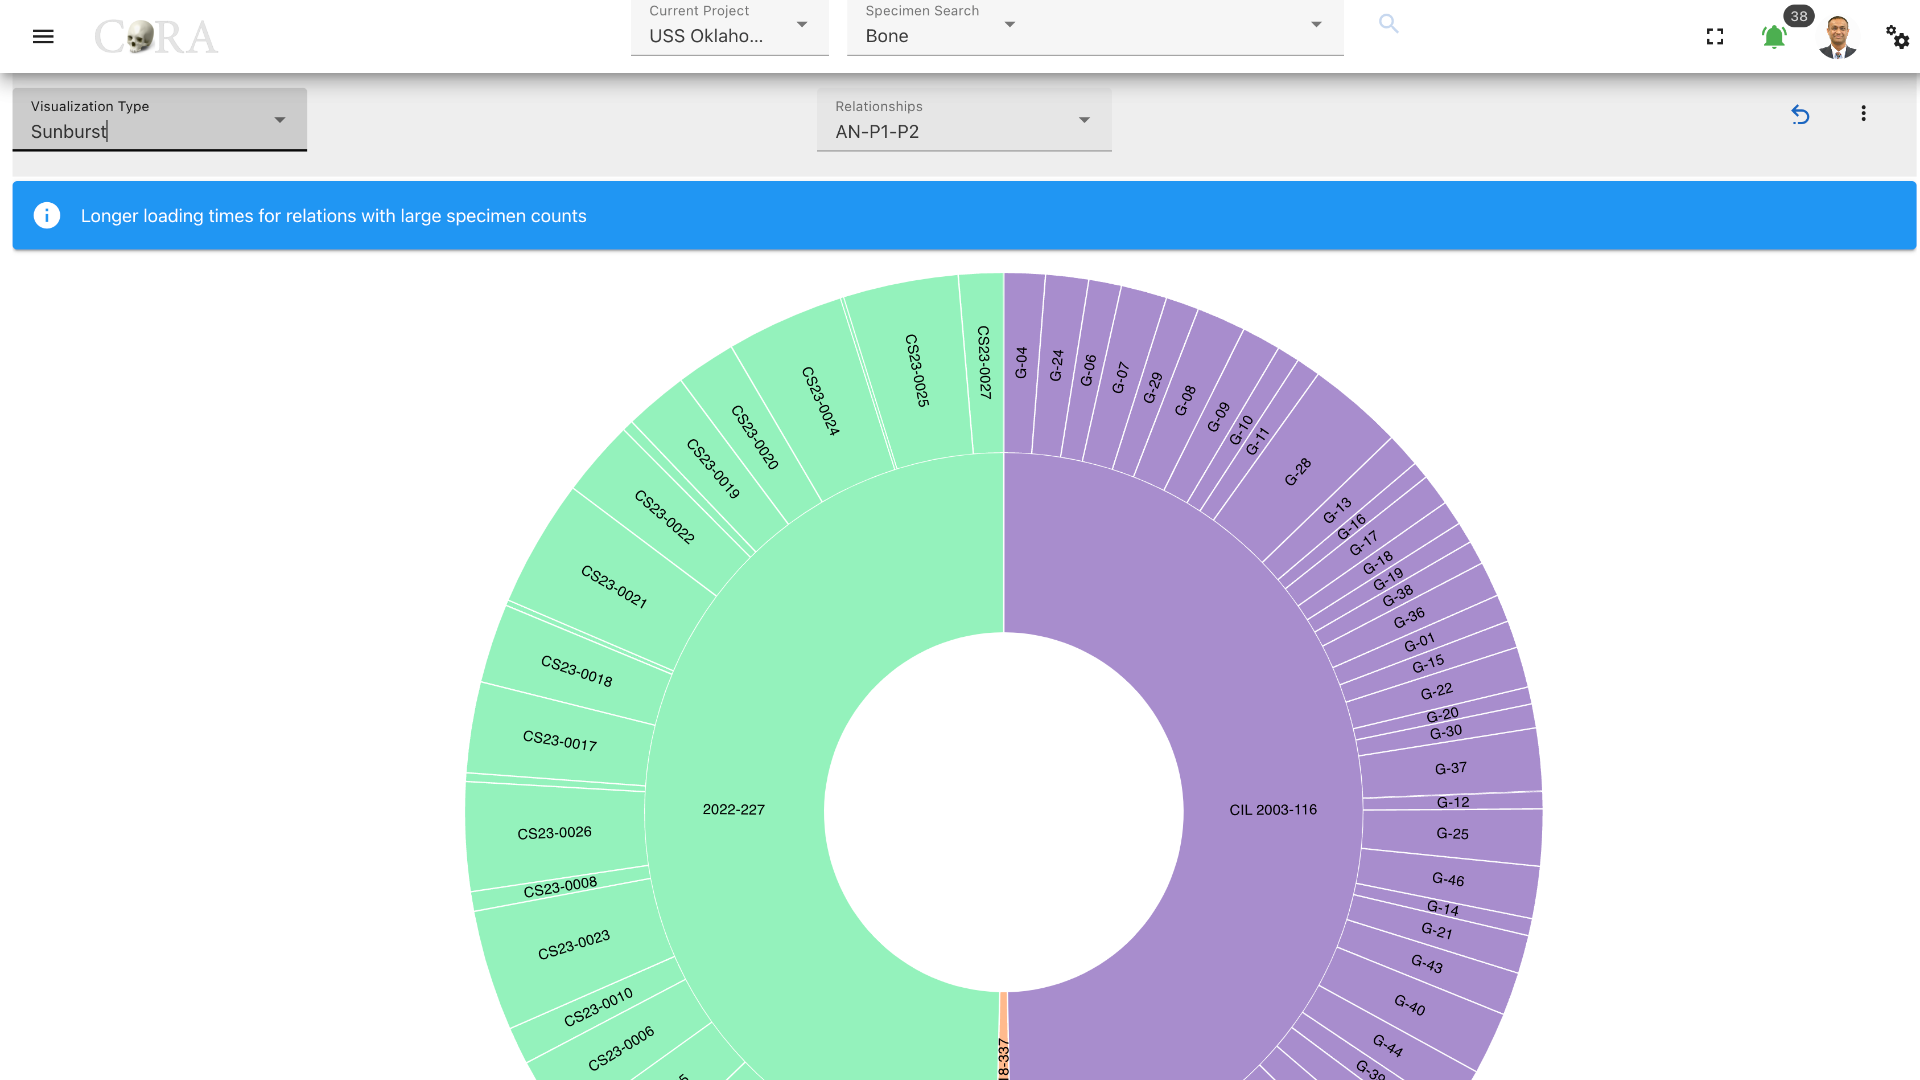 CORA
Current Project
USS Oklaho...
Specimen Search
Bone
38
Visualization Type
Sunburst
Relationships
AN-P1-P2
Longer loading times for relations with large specimen counts
CS23-0027
CS23-0025
CS23-0024
CS23-0020
CS23-0019
CS23-0022
CS23-0021
CS23-0018
CS23-0017
CS23-0026
CS23-0008
CS23-0023
CS23-0010
CS23-0006
2022-227
CIL 2003-116
18-337
G-04
G-24
G-06
G-07
G-29
G-08
G-09
G-10
G-11
G-28
G-13
G-16
G-17
G-18
G-19
G-38
G-36
G-01
G-15
G-22
G-20
G-30
G-37
G-12
G-25
G-46
G-14
G-21
G-43
G-40
G-44
G-39